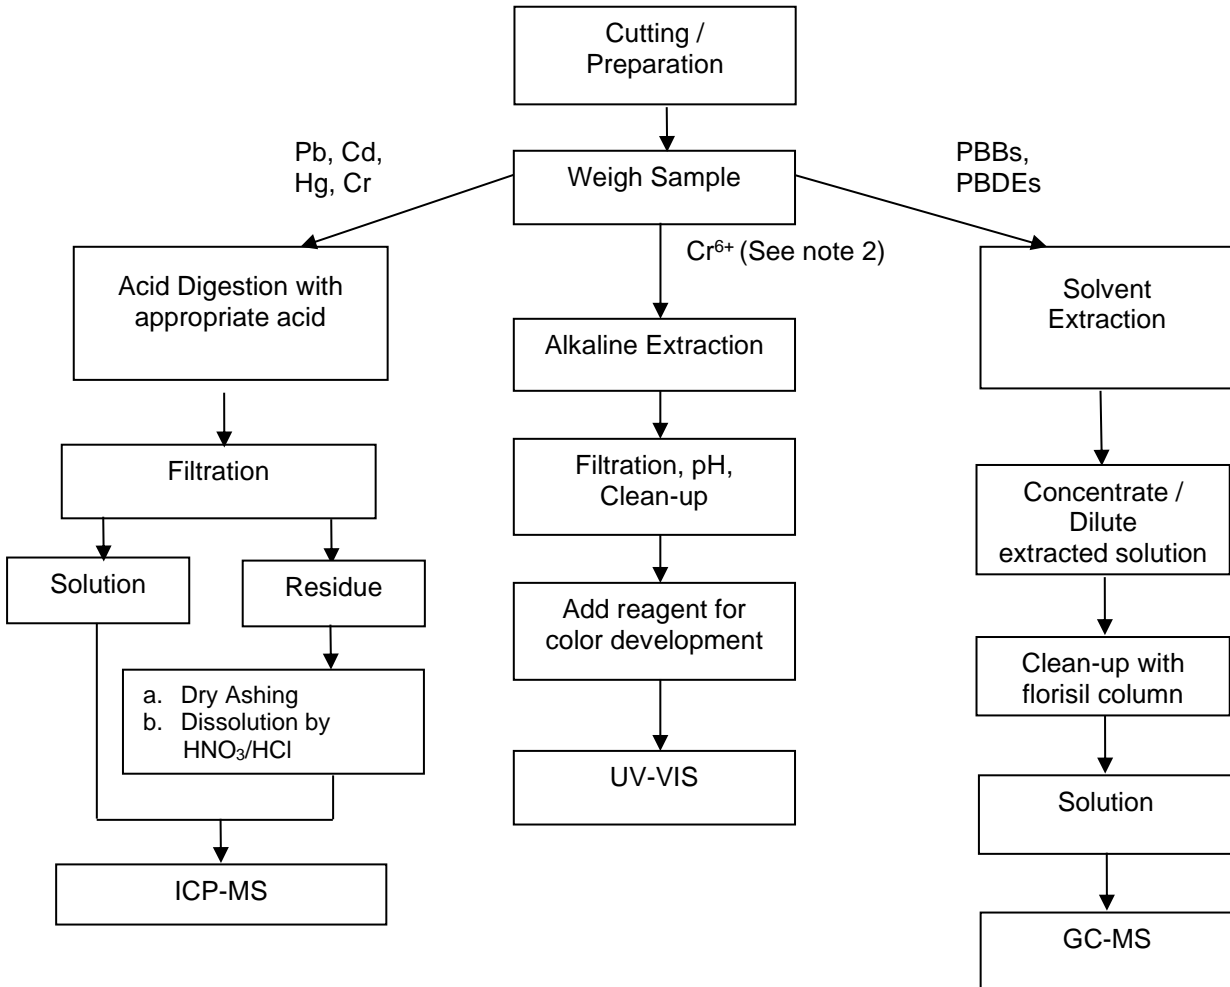 Cutting /
Preparation
Pb, Cd,
Hg, Cr
Weigh Sample
PBBs,
PBDEs
Cr⁶⁺ (See note 2)
Acid Digestion with
appropriate acid
Alkaline Extraction
Solvent
Extraction
Filtration
Filtration, pH,
Clean-up
Concentrate /
Dilute
extracted solution
Solution
Residue
Add reagent for
color development
Clean-up with
florisil column
a. Dry Ashing
b. Dissolution by
HNO₃/HCl
UV-VIS
Solution
ICP-MS
GC-MS